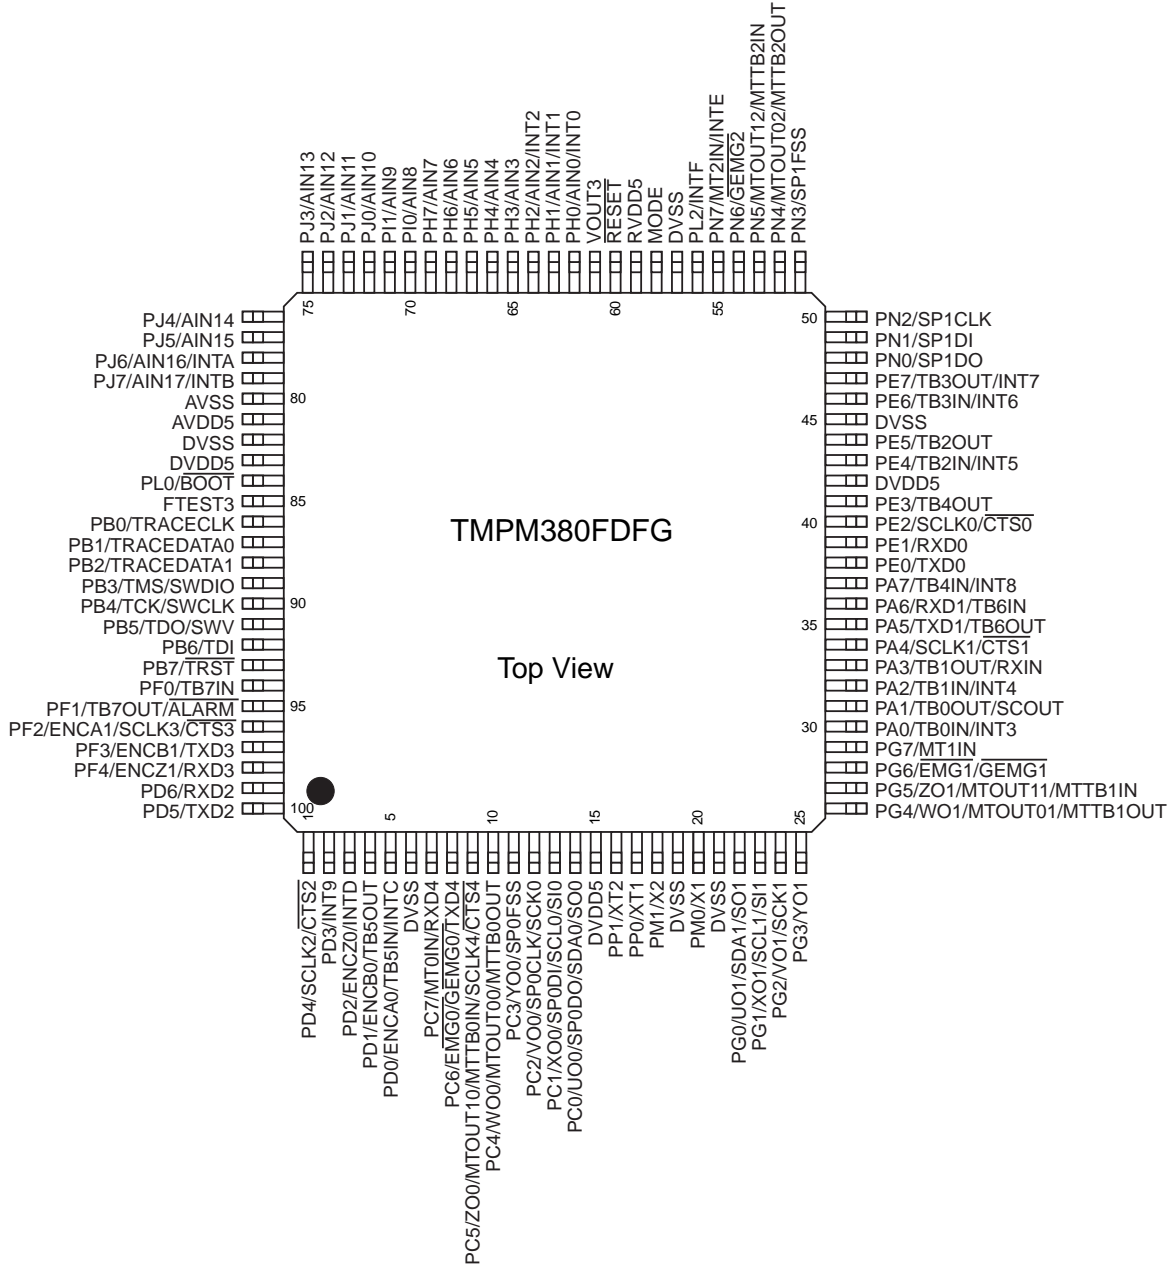 PJ3/AIN13
PJ2/AIN12
PJ1/AIN11
PJ0/AIN10
PI1/AIN9
PI0/AIN8
PH7/AIN7
PH6/AIN6
PH5/AIN5
PH4/AIN4
PH3/AIN3
PH2/AIN2/INT2
PH1/AIN1/INT1
PH0/AIN0/INT0
VOUT3
RESET
RVDD5
MODE
DVSS
PL2/INTF
PN7/MT2IN/INTE
PN6/GEMG2
PN5/MTOUT12/MTTB2IN
PN4/MTOUT02/MTTB2OUT
PN3/SP1FSS
75
70
65
60
55
PJ4/AIN14
PJ5/AIN15
PJ6/AIN16/INTA
PJ7/AIN17/INTB
AVSS
AVDD5
DVSS
DVDD5
PL0/BOOT
FTEST3
PB0/TRACECLK
PB1/TRACEDATA0
PB2/TRACEDATA1
PB3/TMS/SWDIO
PB4/TCK/SWCLK
PB5/TDO/SWV
PB6/TDI
PB7/TRST
PF0/TB7IN
PF1/TB7OUT/ALARM
PF2/ENCA1/SCLK3/CTS3
PF3/ENCB1/TXD3
PF4/ENCZ1/RXD3
PD6/RXD2
PD5/TXD2
80
85
90
95
100
TMPM380FDFG
Top View
50
45
40
35
30
PN2/SP1CLK
PN1/SP1DI
PN0/SP1DO
PE7/TB3OUT/INT7
PE6/TB3IN/INT6
DVSS
PE5/TB2OUT
PE4/TB2IN/INT5
DVDD5
PE3/TB4OUT
PE2/SCLK0/CTS0
PE1/RXD0
PE0/TXD0
PA7/TB4IN/INT8
PA6/RXD1/TB6IN
PA5/TXD1/TB6OUT
PA4/SCLK1/CTS1
PA3/TB1OUT/RXIN
PA2/TB1IN/INT4
PA1/TB0OUT/SCOUT
PA0/TB0IN/INT3
PG7/MT1IN
PG6/EMG1/GEMG1
PG5/ZO1/MTOUT11/MTTB1IN
PG4/WO1/MTOUT01/MTTB1OUT
1
5
10
15
20
25
PD4/SCLK2/CTS2
PD3/INT9
PD2/ENCZ0/INTD
PD1/ENCB0/TB5OUT
PD0/ENCA0/TB5IN/INTC
DVSS
PC7/MT0IN/RXD4
PC6/EMG0/GEMG0/TXD4
PC5/ZO0/MTOUT10/MTTB0IN/SCLK4/CTS4
PC4/WO0/MTOUT00/MTTB0OUT
PC3/YO0/SP0FSS
PC2/VO0/SP0CLK/SCK0
PC1/XO0/SP0DI/SCL0/SI0
PC0/UO0/SP0DO/SDA0/SO0
DVDD5
PP1/XT2
PP0/XT1
PM1/X2
DVSS
PM0/X1
DVSS
PG0/UO1/SDA1/SO1
PG1/XO1/SCL1/SI1
PG2/VO1/SCK1
PG3/YO1